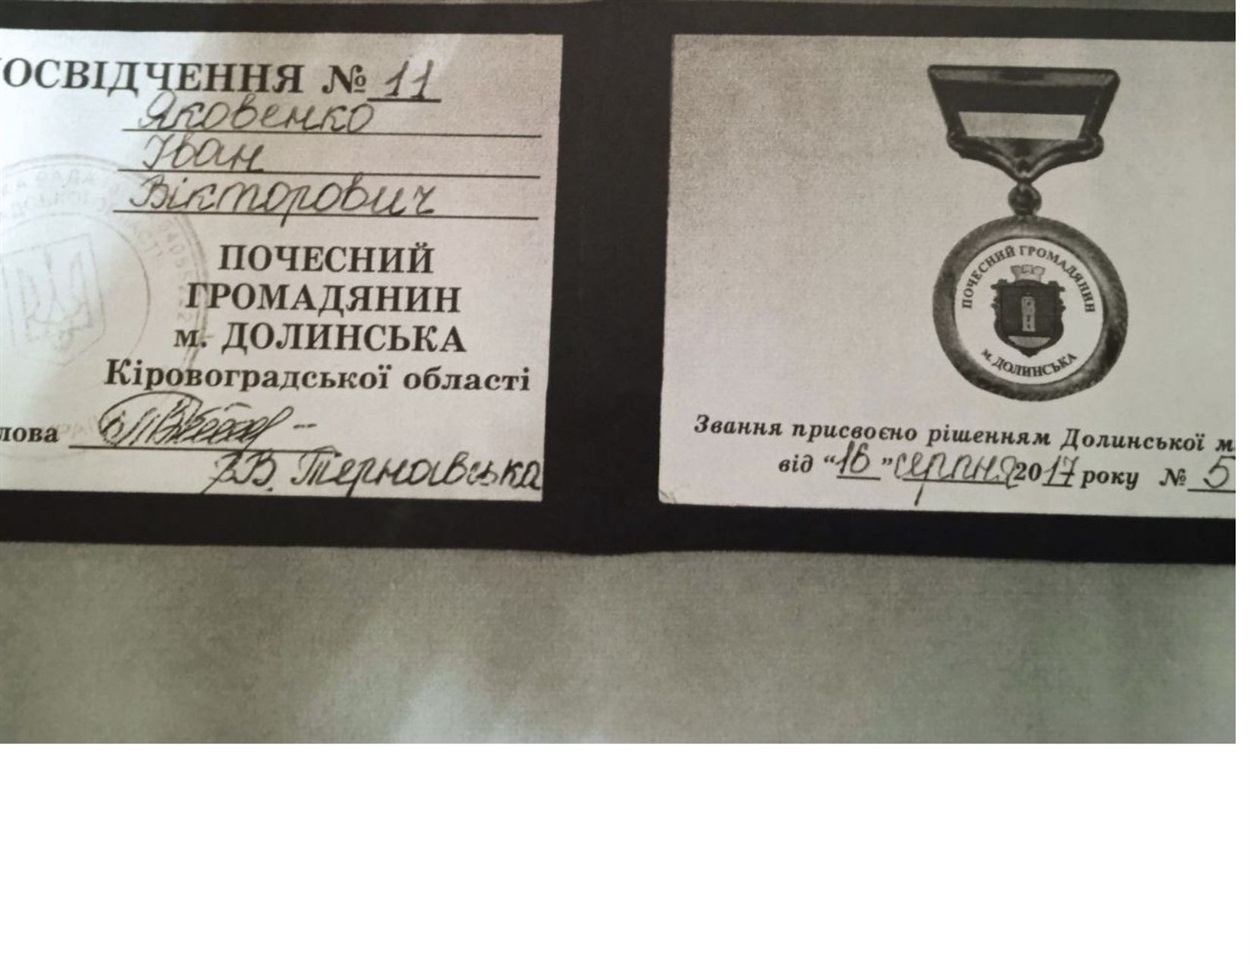 ОСВІДЧЕННЯ № 11
Яковенко
Іван
Вікторович
ПОЧЕСНИЙ
ГРОМАДЯНИН
м. ДОЛИНСЬКА
Кіровоградської області
лова
В. Тернавська
ПОЧЕСНИЙ ГРОМАДЯНИН
м. ДОЛИНСЬКА
Звання присвоєно рішенням Долинської м
від “16” серпня 2017 року № 5